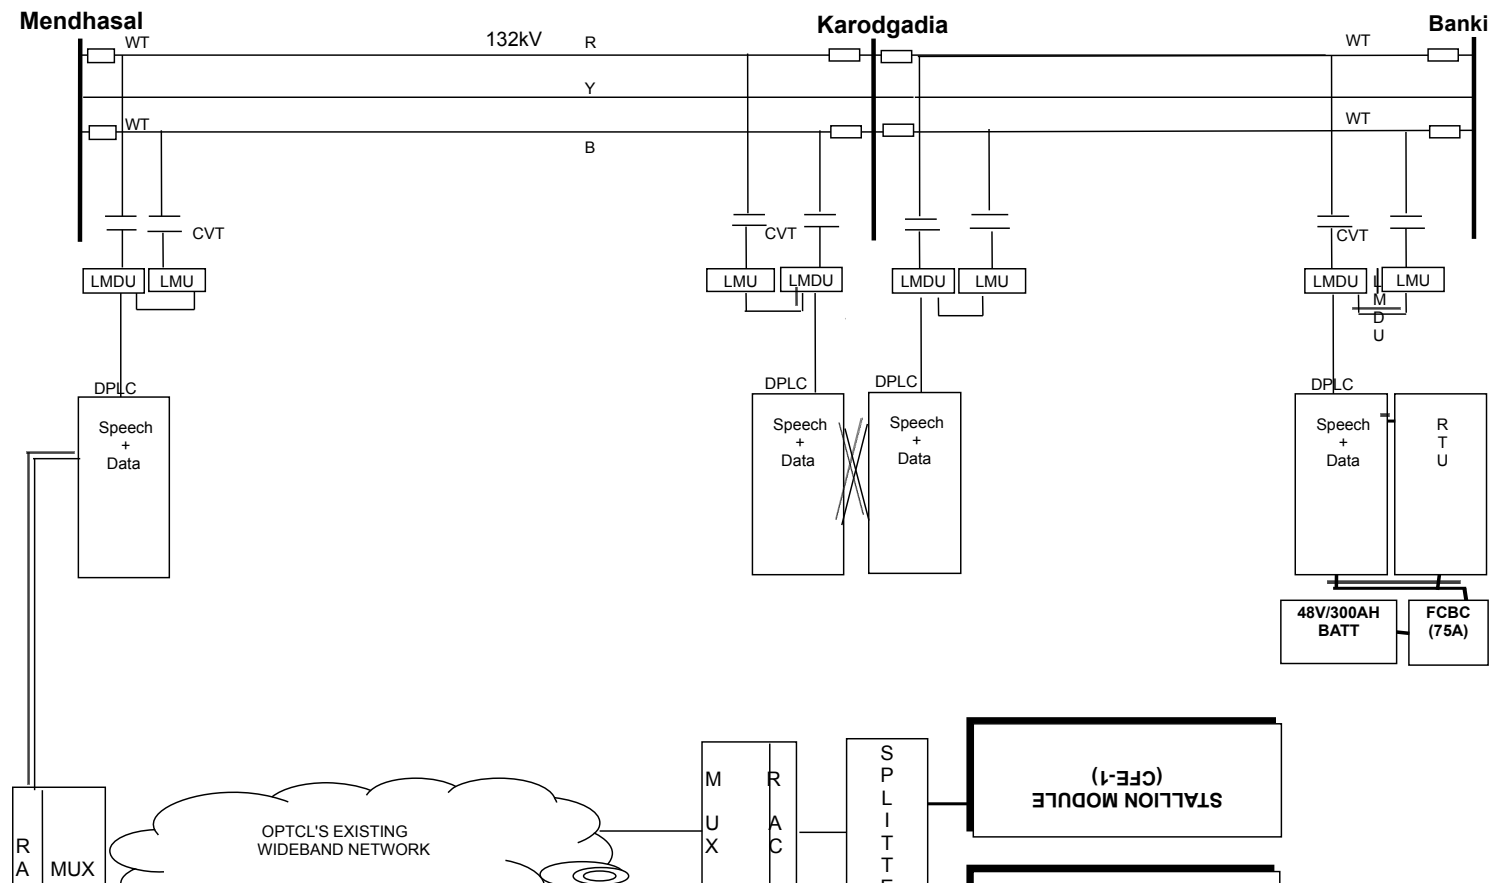 Mendhasal
Karodgadia
Banki
WT
132kV
R
WT
Y
WT
WT
B
CVT
CVT
CVT
LMDU
LMU
LMU
LMDU
LMDU
LMU
LMDU
L
M
D
U
LMU
DPLC
DPLC
DPLC
DPLC
Speech
+
Data
Speech
+
Data
Speech
+
Data
Speech
+
Data
R
T
U
48V/300AH
BATT
FCBC
(75A)
R
A
MUX
OPTCL'S EXISTING
WIDEBAND NETWORK
M
UX
R
AC
S
P
L
I
T
T
STALLION MODULE
(CFE-1)